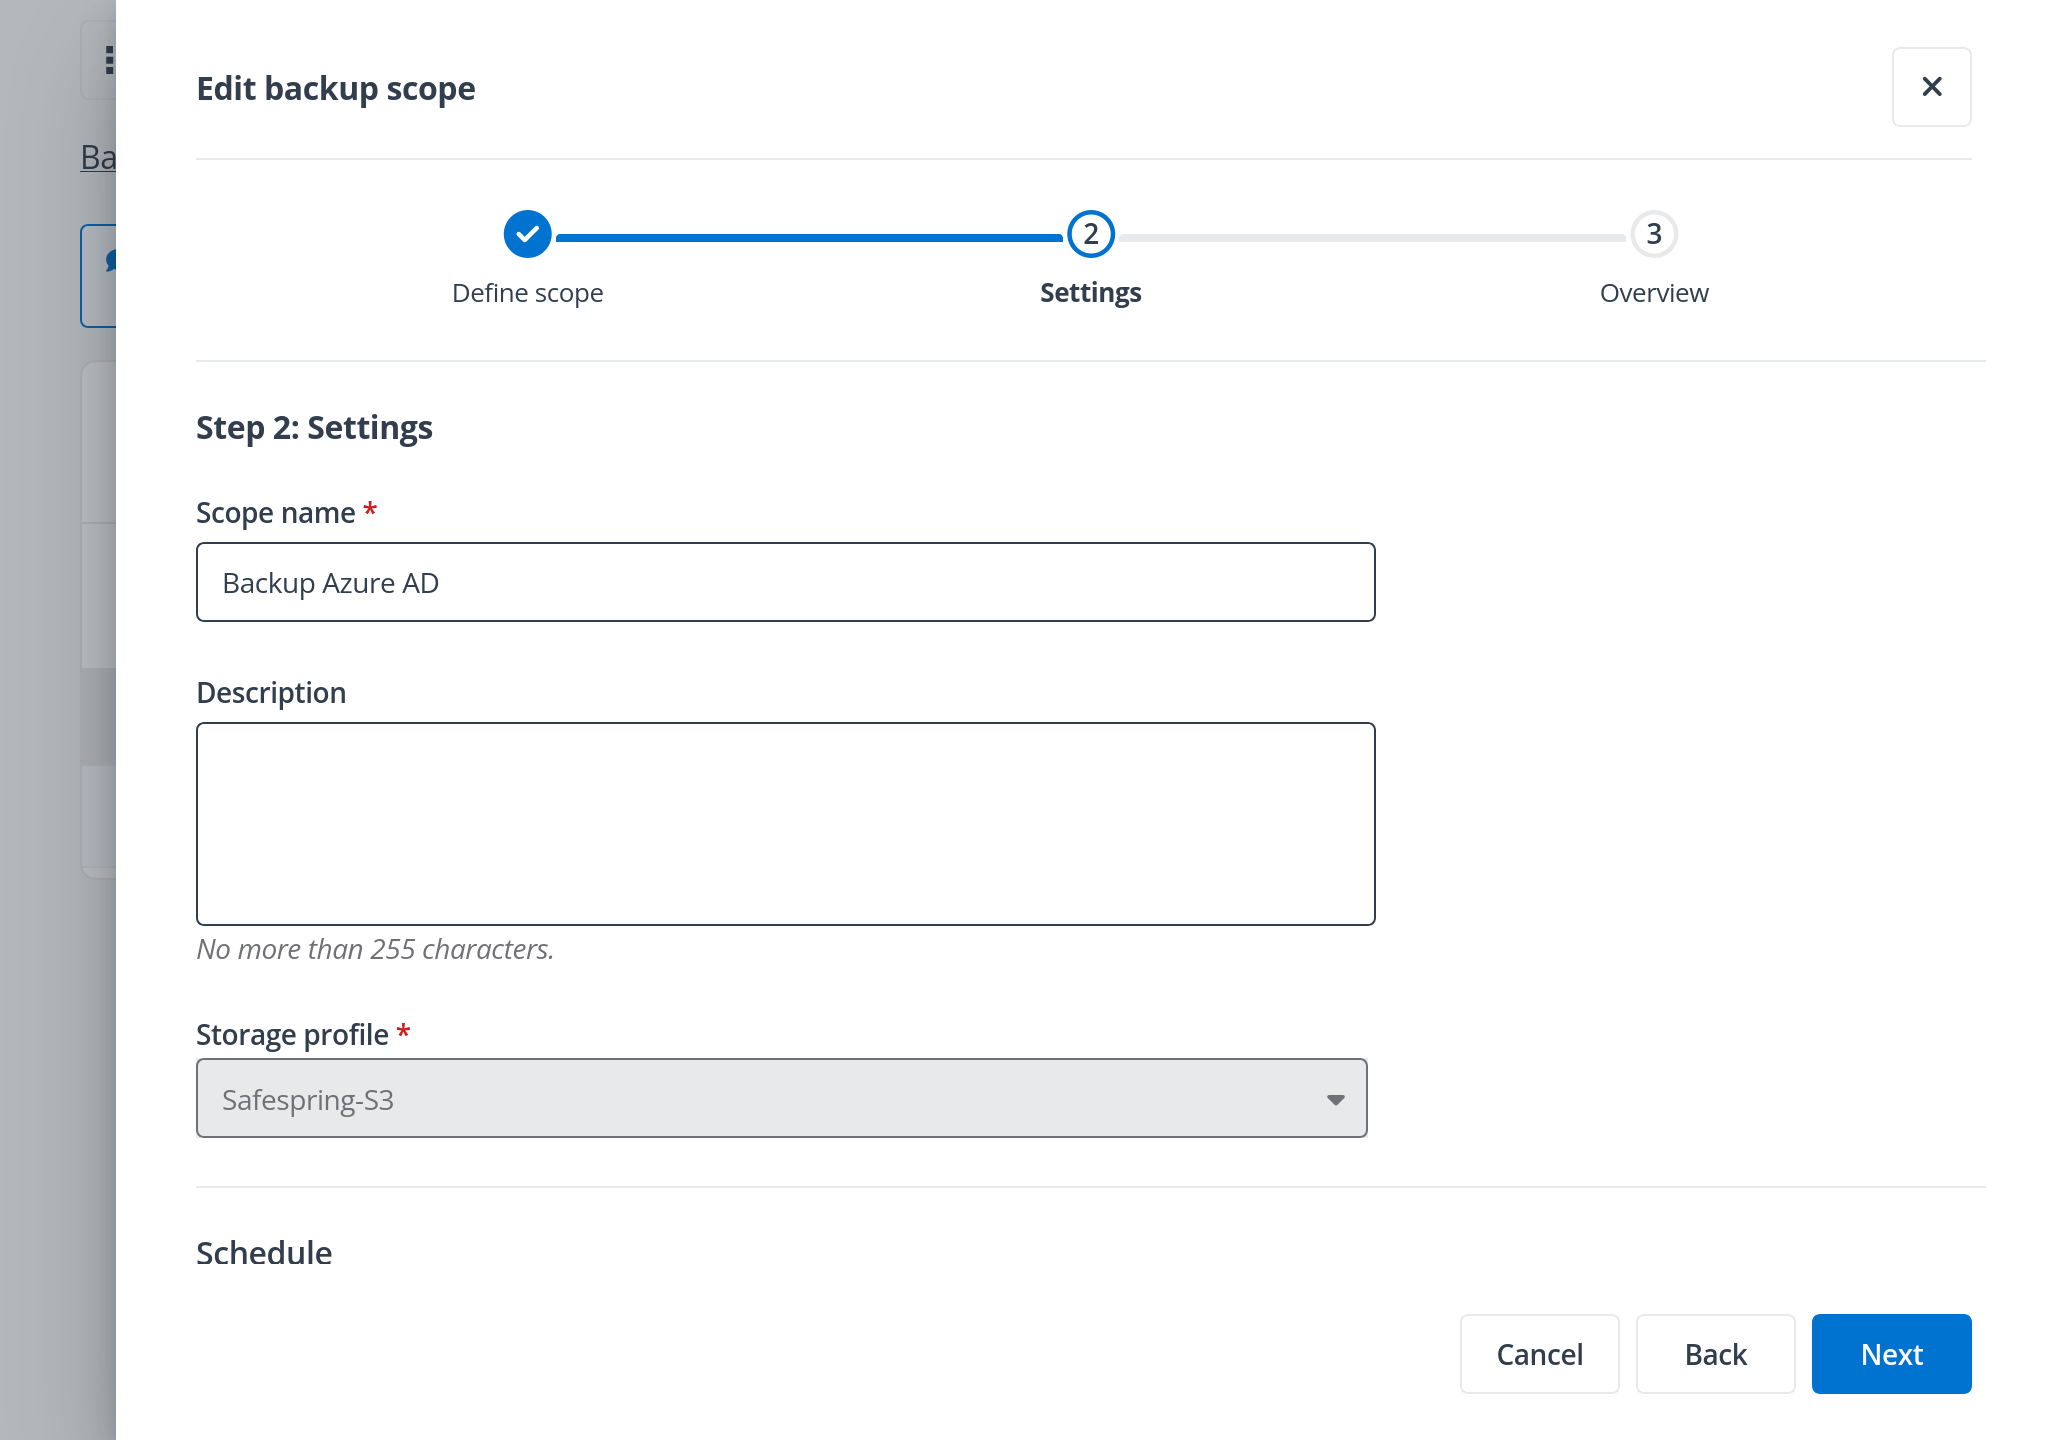 Edit backup scope
Ba
2
3
Define scope
Settings
Overview
Step 2: Settings
Scope name *
Backup Azure AD
Description
No more than 255 characters.
Storage profile *
Safespring-S3
Schedule
Cancel
Back
Next